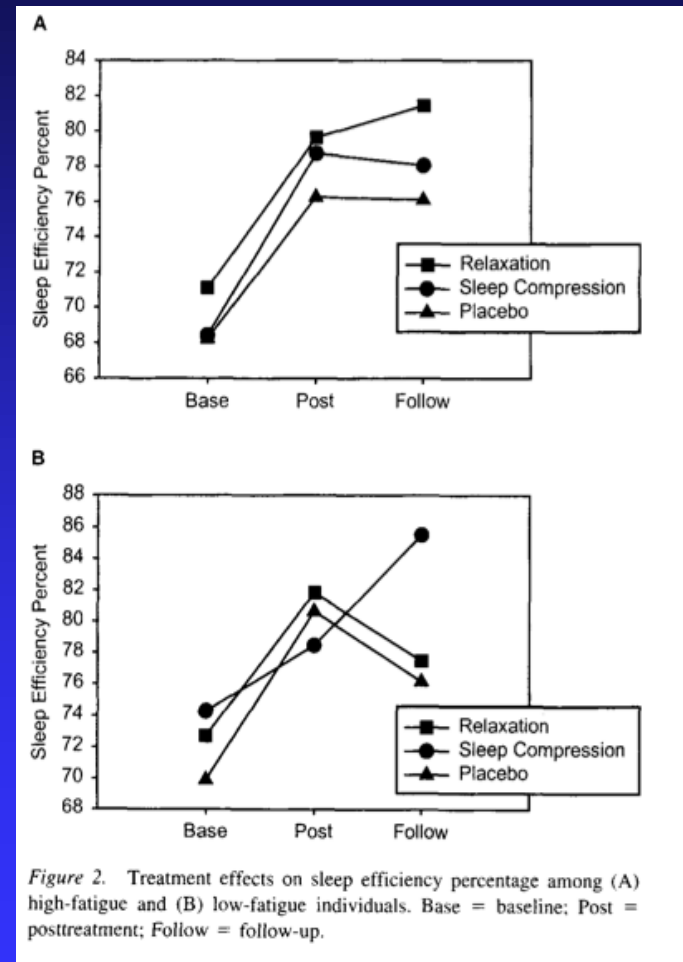 A
84
82
80
78
76
74
72
70
68
66
Sleep Efficiency Percent
Relaxation
Sleep Compression
Placebo
Base Post Follow
B
88
86
84
82
80
78
76
74
72
70
68
Sleep Efficiency Percent
Relaxation
Sleep Compression
Placebo
Base Post Follow
Figure 2. Treatment effects on sleep efficiency percentage among (A)
high-fatigue and (B) low-fatigue individuals. Base = baseline; Post =
posttreatment; Follow = follow-up.